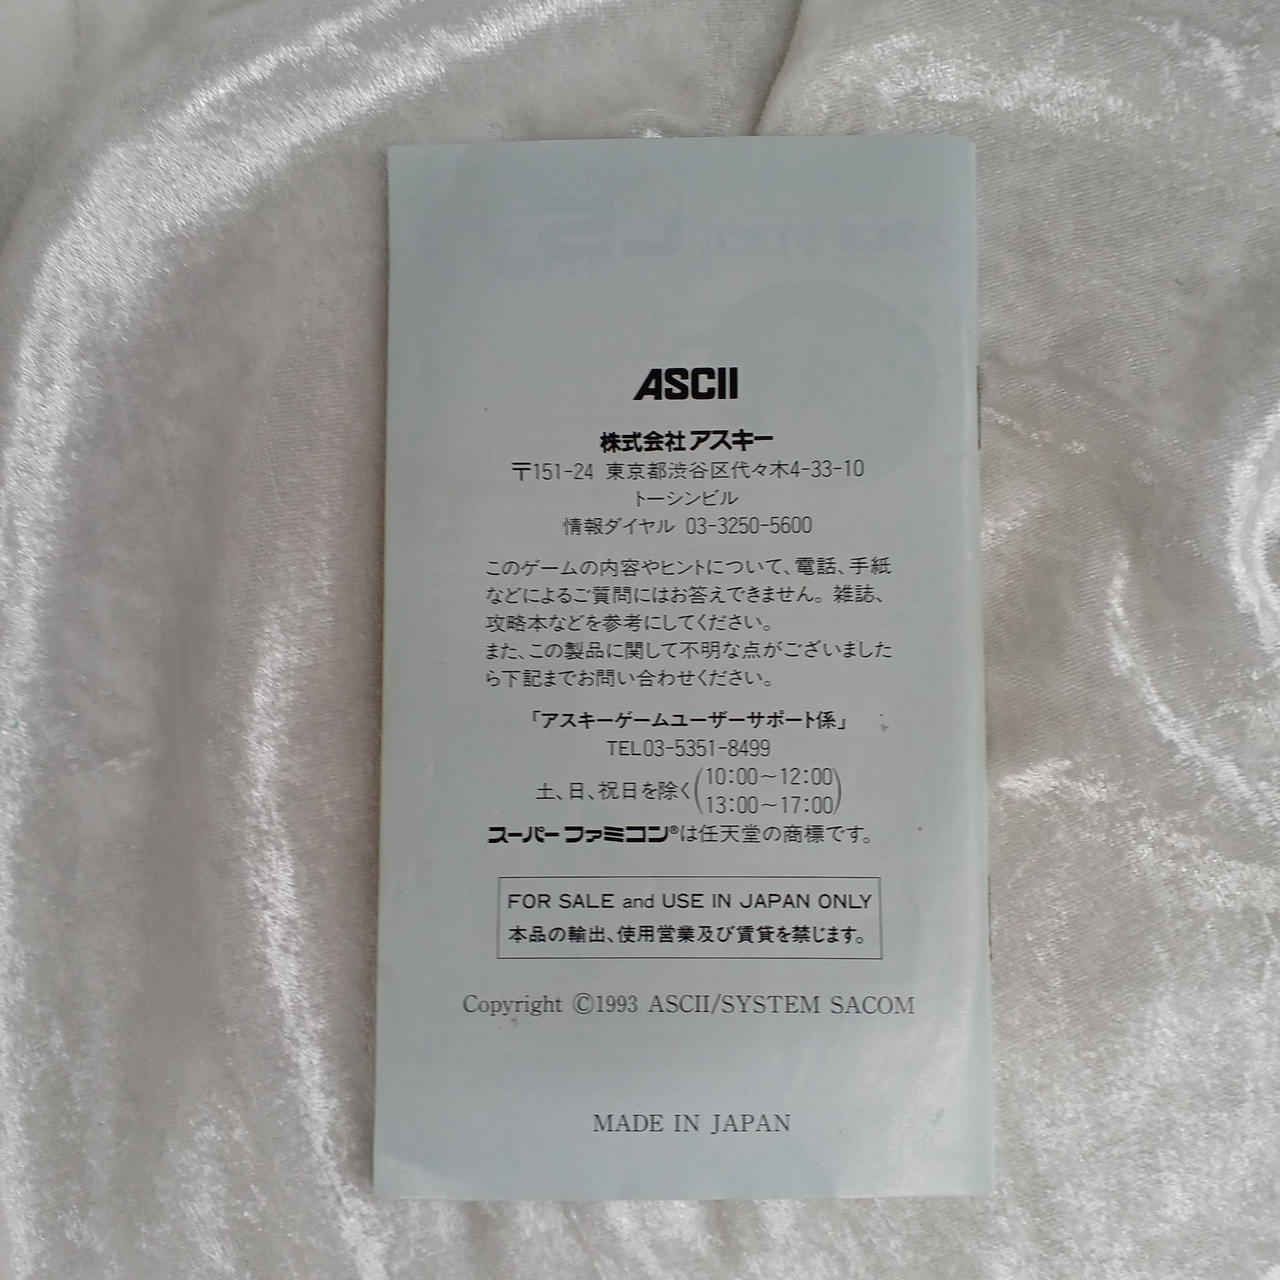 ASCII
株式会社アスキー
〒151-24 東京都渋谷区代々木4-33-10
トーシンビル
情報ダイヤル 03-3250-5600
このゲームの内容やヒントについて、電話、手紙
などによるご質問にはお答えできません。雑誌、
攻略本などを参考にしてください。
また、この製品に関して不明な点がございました
ら下記までお問い合わせください。
「アスキーゲームユーザーサポート係」
TEL03-5351-8499
土、日、祝日を除く(10:00～12:00
13:00～17:00)
スーパーファミコン®は任天堂の商標です。
FOR SALE and USE IN JAPAN ONLY
本品の輸出、使用営業及び賃貸を禁じます。
Copyright ©1993 ASCII/SYSTEM SACOM
MADE IN JAPAN